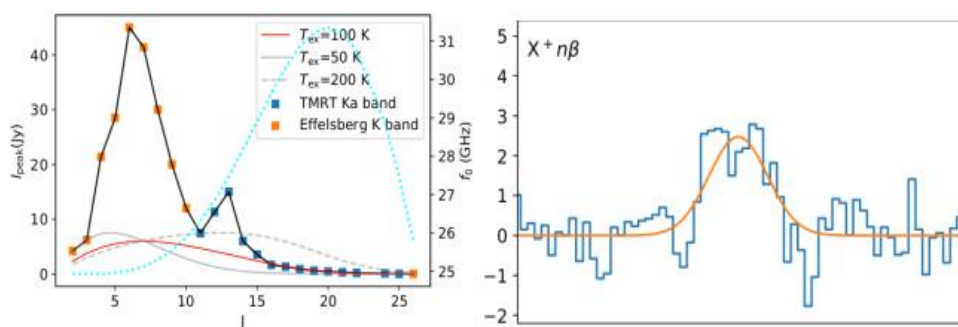 T_ex=100 K
T_ex=50 K
T_ex=200 K
TMRT Ka band
Effelsberg K band
I_peak(Jy)
40
30
20
10
0
5
10
15
20
25
J
31
30
29
28
27
26
25
f_0 (GHz)
X^+nβ
5
4
3
2
1
0
−1
−2